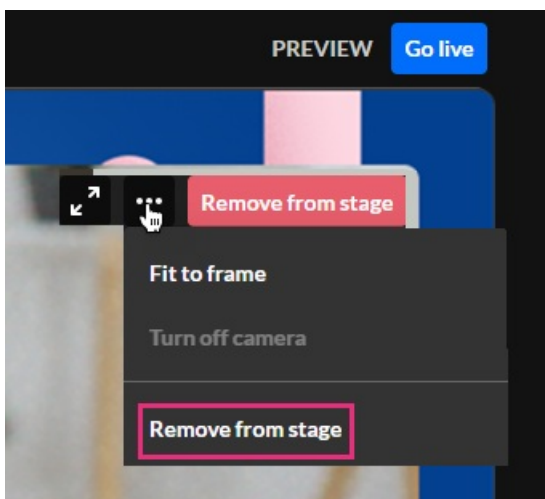 PREVIEW Go live
Remove from stage
Fit to frame
Turn off camera
Remove from stage